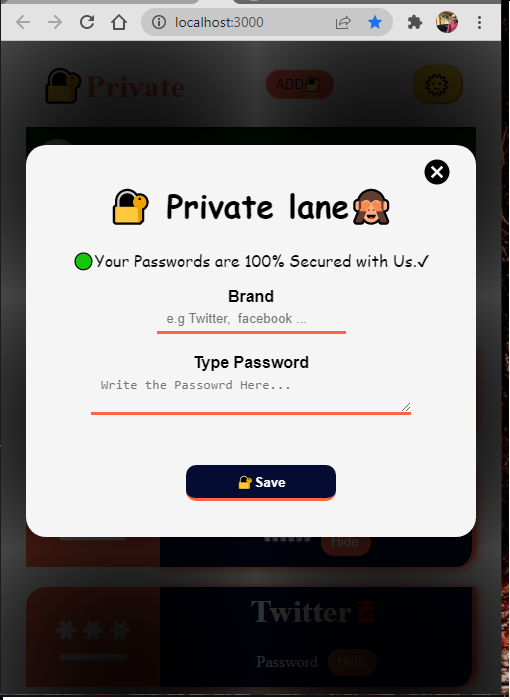 localhost:3000
Private
ADD
Private lane
Your Passwords are 100% Secured with Us.✓
Brand
e.g Twitter, facebook ...
Type Password
Write the Passowrd Here...
Save
****** Hide
***
Twitter
Password Hide